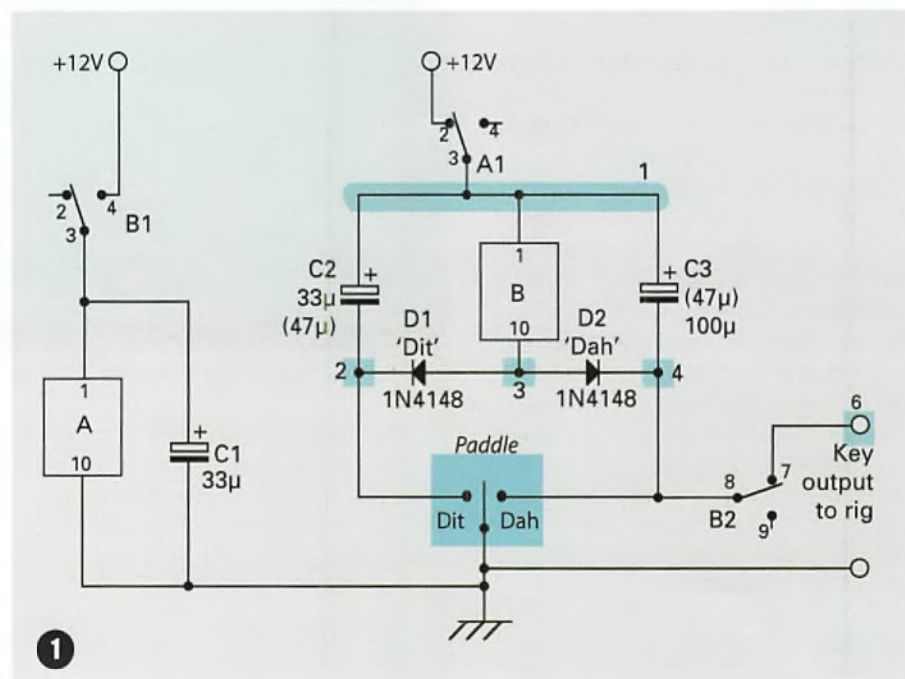 +12V
+12V
2
4
B1
3
2
4
3
A1
1
C2
+
33µ
(47µ)
1
B
10
+
C3
(47µ)
100µ
D1
'Dit'
D2
'Dah'
2
1N4148
3
1N4148
4
1
A
10
+
C1
33µ
Paddle
Dit
Dah
6
Key
output
to rig
8
7
B2
9
1